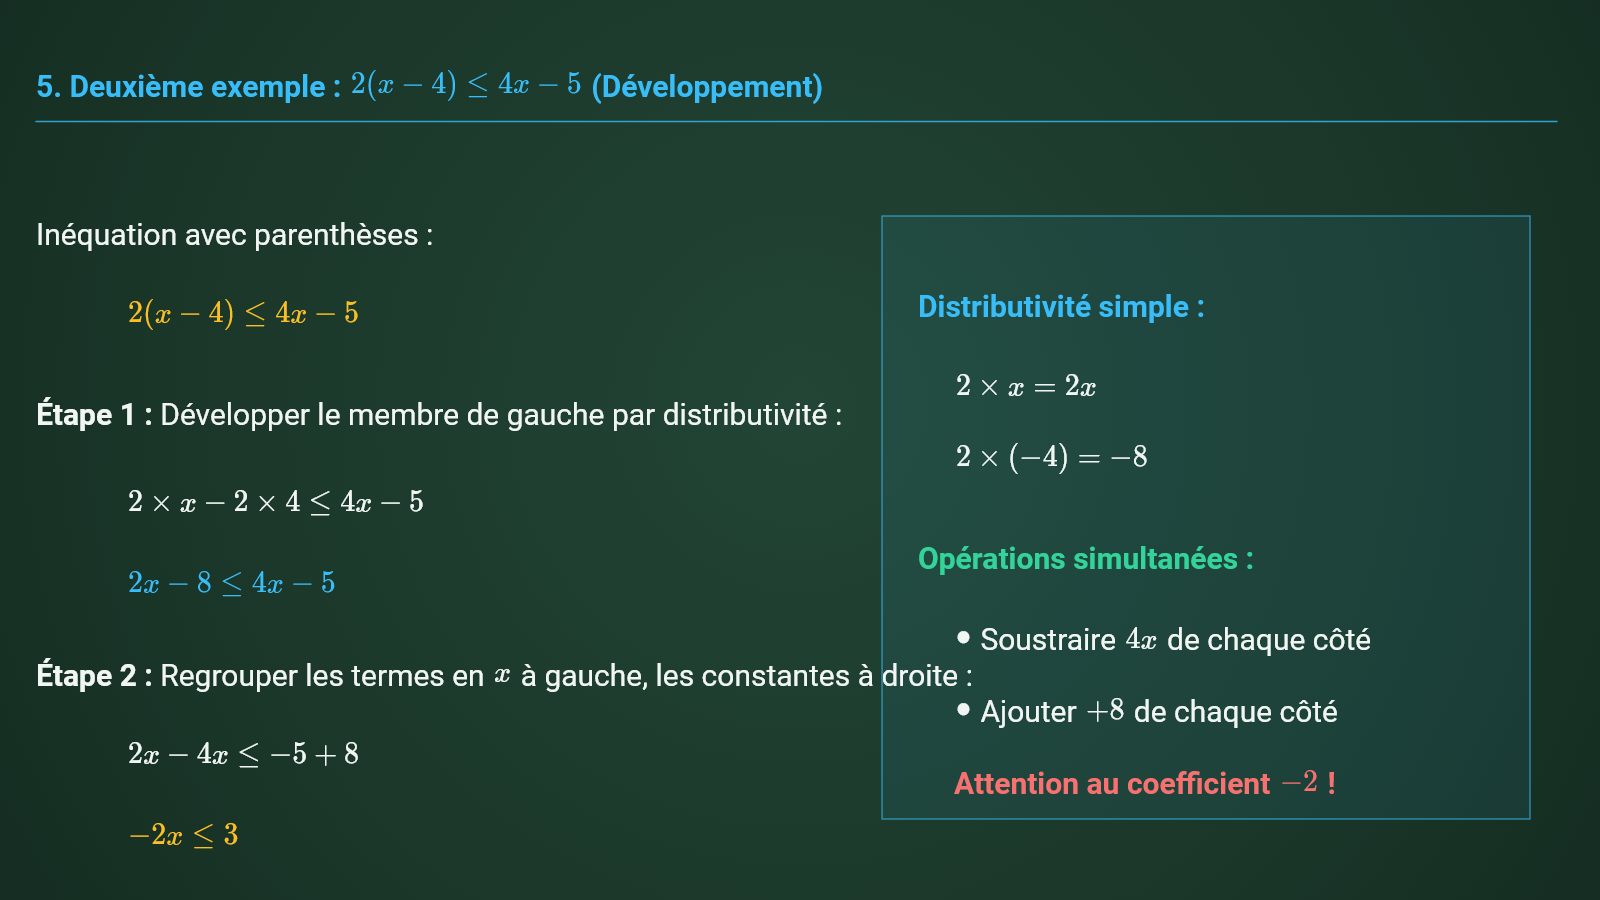 5. Deuxième exemple : 2(x − 4) ≤ 4x − 5 (Développement)
Inéquation avec parenthèses :
2(x − 4) ≤ 4x − 5
Étape 1 : Développer le membre de gauche par distributivité :
2 × x − 2 × 4 ≤ 4x − 5
2x − 8 ≤ 4x − 5
Étape 2 : Regrouper les termes en x à gauche, les constantes à droite :
2x − 4x ≤ −5 + 8
−2x ≤ 3
Distributivité simple :
2 × x = 2x
2 × (−4) = −8
Opérations simultanées :
• Soustraire 4x de chaque côté
• Ajouter +8 de chaque côté
Attention au coefficient −2 !